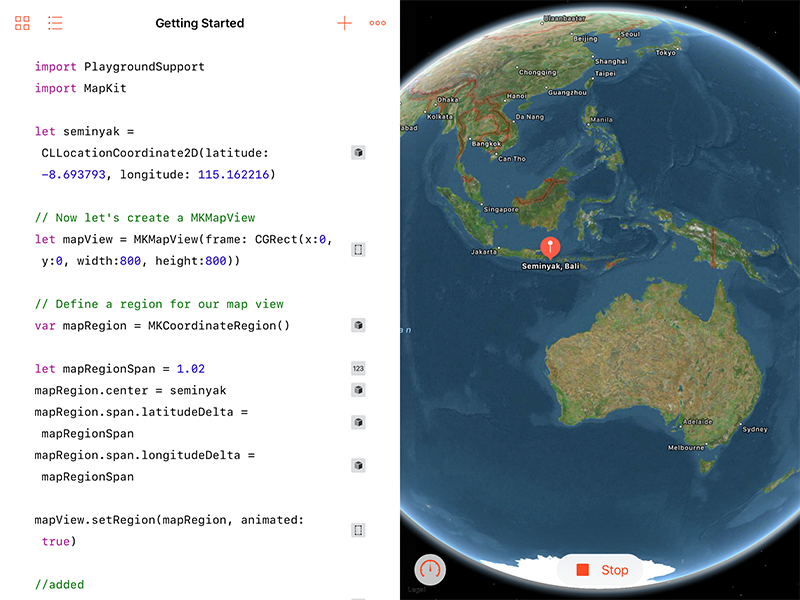 Getting Started
import PlaygroundSupport
import MapKit
let seminyak =
CLLocationCoordinate2D(latitude:
-8.693793, longitude: 115.162216)
// Now let's create a MKMapView
let mapView = MKMapView(frame: CGRect(x:0,
y:0, width:800, height:800))
// Define a region for our map view
var mapRegion = MKCoordinateRegion()
let mapRegionSpan = 1.02
123
mapRegion.center = seminyak
mapRegion.span.latitudeDelta =
mapRegionSpan
mapRegion.span.longitudeDelta =
mapRegionSpan
mapView.setRegion(mapRegion, animated:
true)
//added
Ulaanbaatar
Beijing
Seoul
Tokyo
Shanghai
Chongqing
Taipei
Guangzhou
Hanoi
Dhaka
Kolkata
abad
Da Nang
Manila
Bangkok
Can Tho
Singapore
Jakarta
Seminyak, Bali
an
Adelaide
Sydney
Melbourne
Stop
Legal